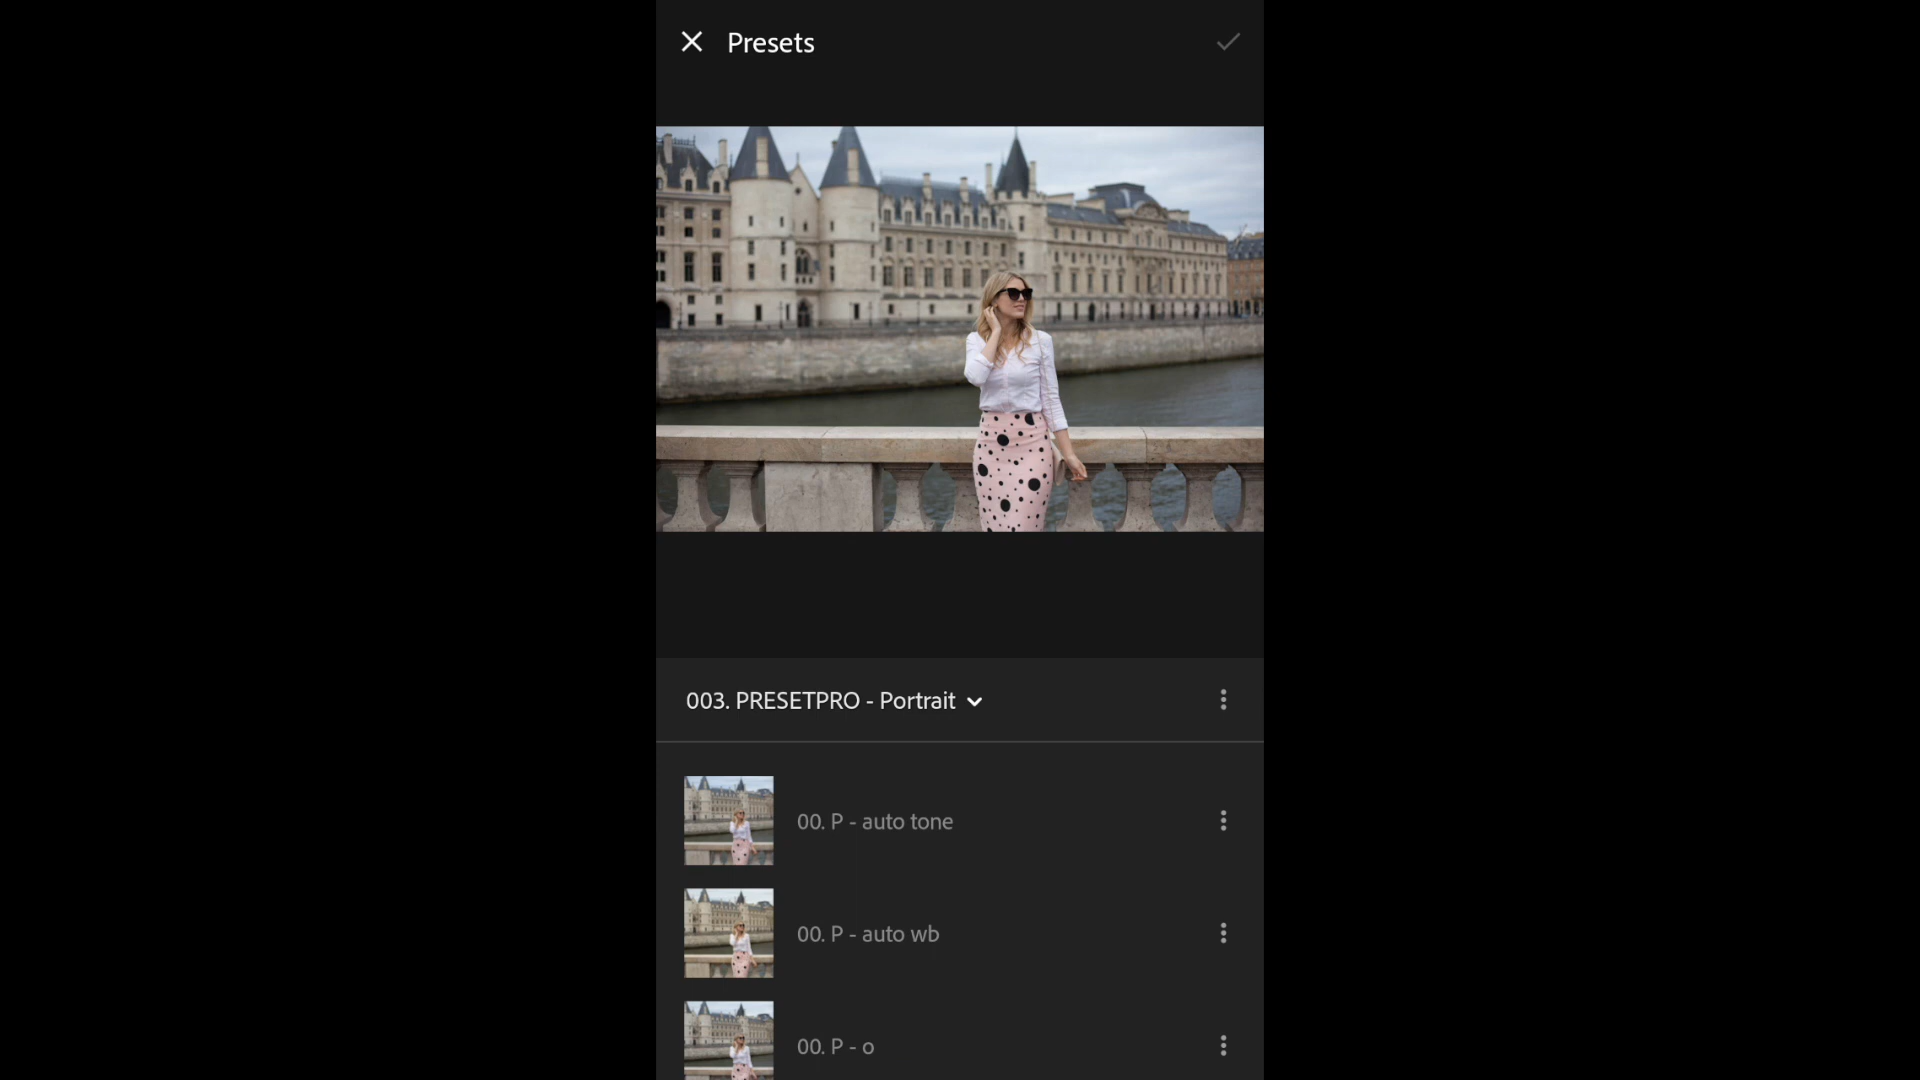 Presets
003. PRESETPRO - Portrait
00. P - auto tone
00. P - auto wb
00. P - o